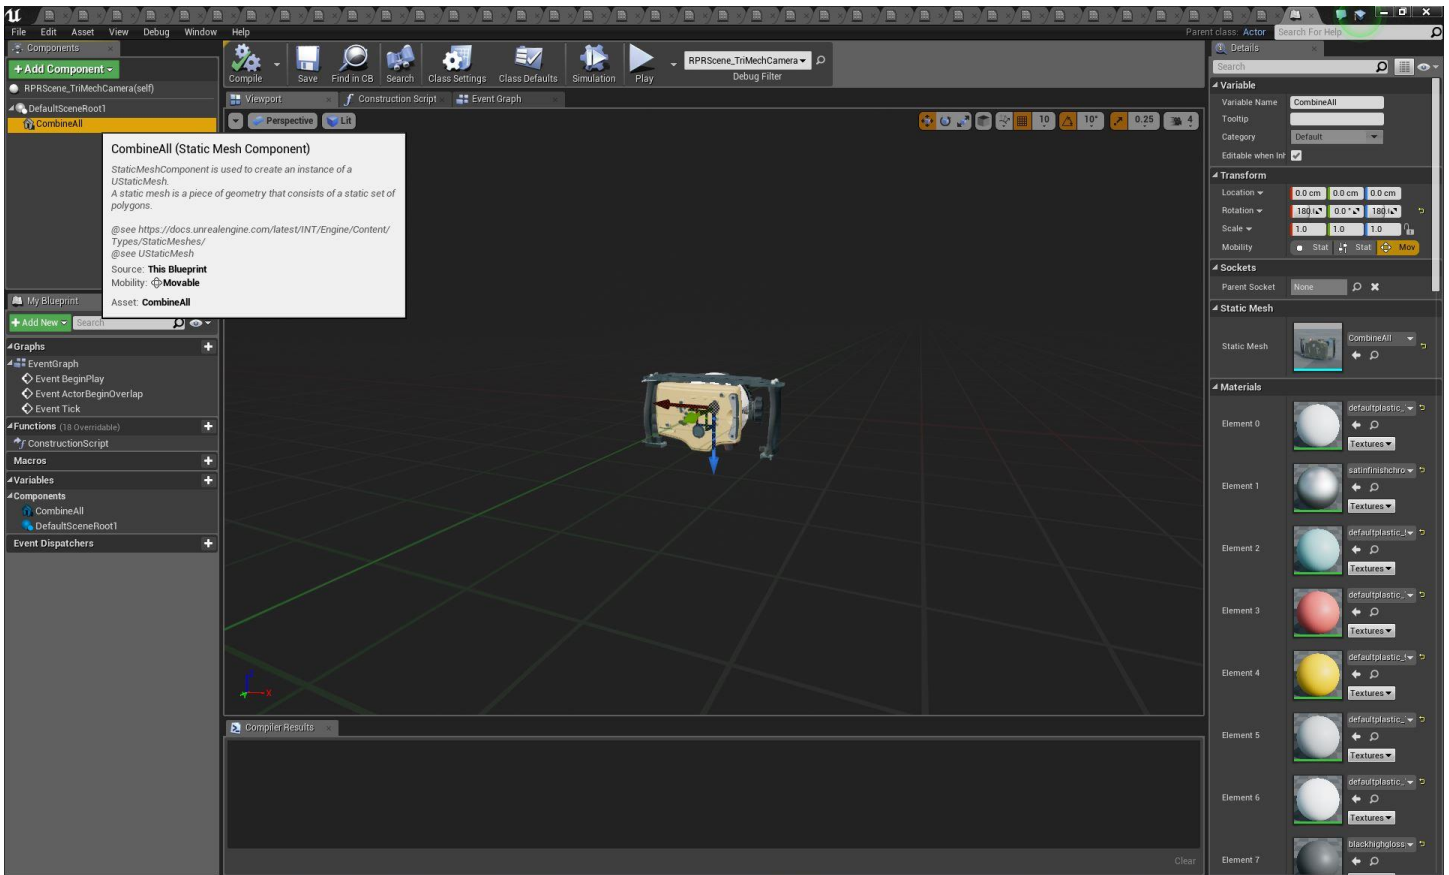 File Edit Asset View Debug Window Help
Parent class: Actor
Search For Help
Components
+Add Component
RPRScene_TriMechCamera(self)
DefaultSceneRoot1
CombineAll
CombineAll (Static Mesh Component)
StaticMeshComponent is used to create an instance of a
UStaticMesh.
A static mesh is a piece of geometry that consists of a static set of
polygons.
@see https://docs.unrealengine.com/latest/INT/Engine/Content/
Types/StaticMeshes/
@see UStaticMesh
Source: This Blueprint
Mobility: Movable
Asset: CombineAll
My Blueprint
+Add New
Search
Graphs
EventGraph
Event BeginPlay
Event ActorBeginOverlap
Event Tick
Functions (18 Overridable)
ConstructionScript
Macros
Variables
Components
CombineAll
DefaultSceneRoot1
Event Dispatchers
Compile
Save
Find in CB
Search
Class Settings
Class Defaults
Simulation
Play
RPRScene_TriMechCamera
Debug Filter
Viewport
Construction Script
Event Graph
Perspective
Lit
10
10°
0.25
4
X
Compiler Results
Clear
Details
Search
Variable
Variable Name CombineAll
Tooltip
Category Default
Editable when Inh
Transform
Location 0.0 cm 0.0 cm 0.0 cm
Rotation 180. 0.0 ° 180.
Scale 1.0 1.0 1.0
Mobility Stat Stat Mov
Sockets
Parent Socket None
Static Mesh
Static Mesh CombineAll
Materials
Element 0 defaultplastic_
Textures
Element 1 satinfinishchro
Textures
Element 2 defaultplastic_
Textures
Element 3 defaultplastic_
Textures
Element 4 defaultplastic_
Textures
Element 5 defaultplastic_
Textures
Element 6 defaultplastic_
Textures
Element 7 blackhighgloss